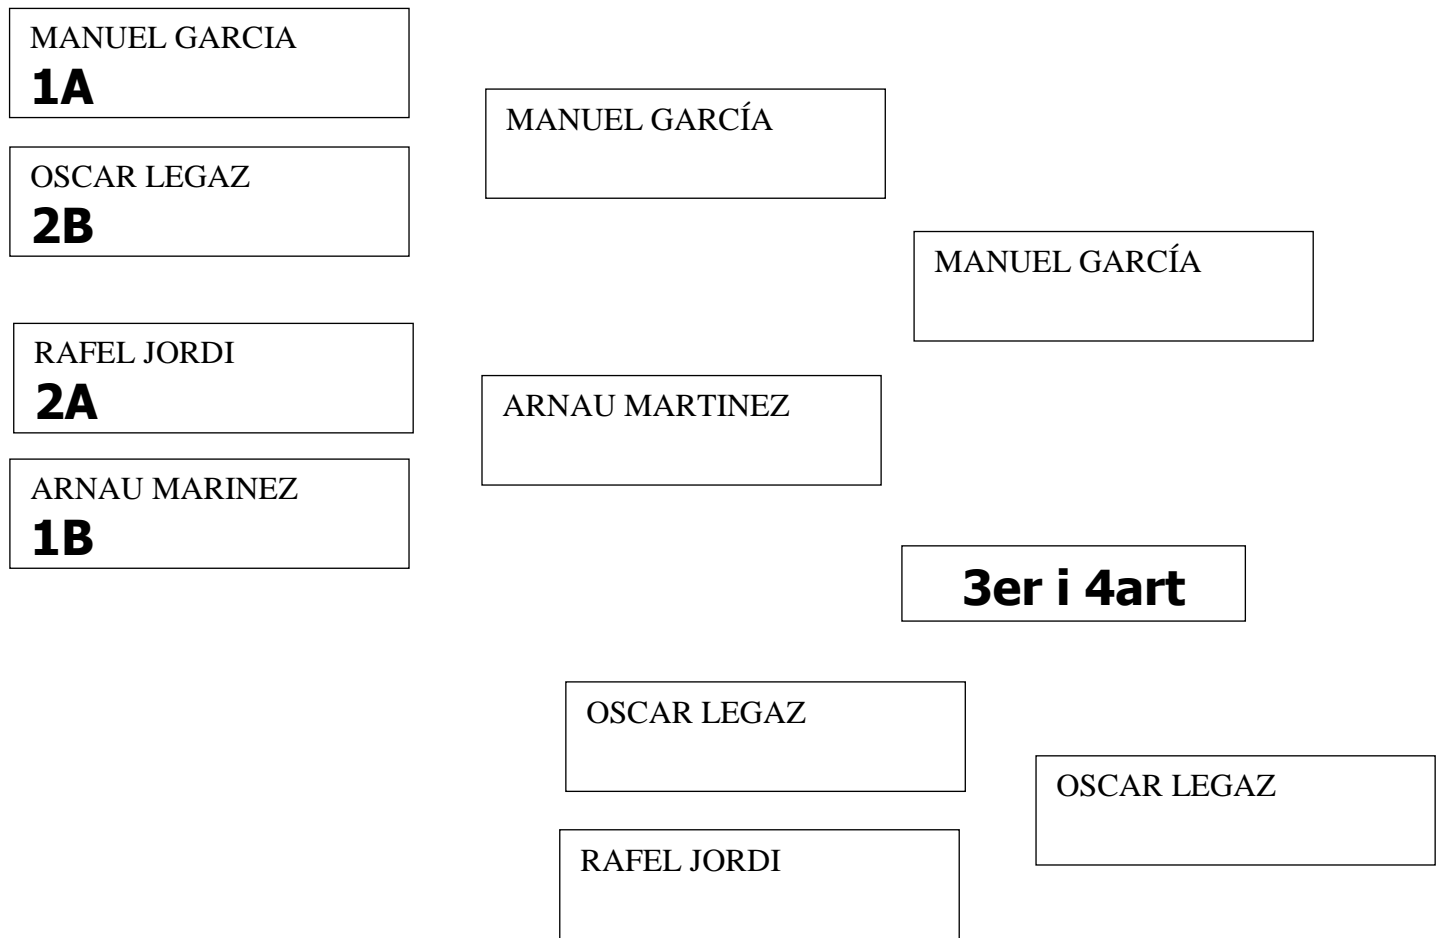 MANUEL GARCIA
1A
OSCAR LEGAZ
2B
RAFEL JORDI
2A
ARNAU MARINEZ
1B
MANUEL GARCÍA
ARNAU MARTINEZ
MANUEL GARCÍA
3er i 4art
OSCAR LEGAZ
RAFEL JORDI
OSCAR LEGAZ